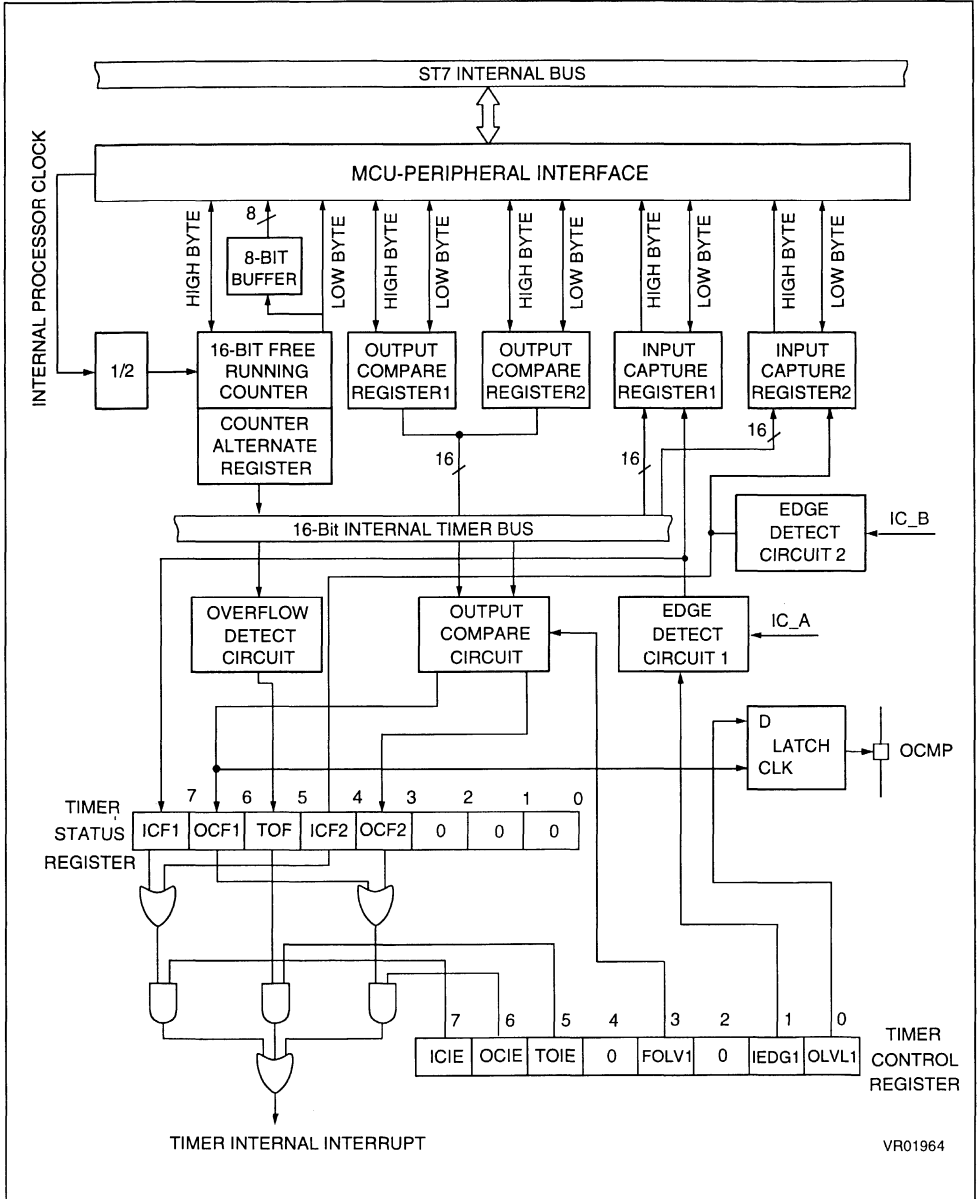 ST7 INTERNAL BUS
INTERNAL PROCESSOR CLOCK
MCU-PERIPHERAL INTERFACE
HIGH BYTE
8
8-BIT
BUFFER
LOW BYTE
HIGH BYTE
LOW BYTE
HIGH BYTE
LOW BYTE
HIGH BYTE
LOW BYTE
HIGH BYTE
LOW BYTE
1/2
16-BIT FREE
RUNNING
COUNTER
COUNTER
ALTERNATE
REGISTER
OUTPUT
COMPARE
REGISTER1
OUTPUT
COMPARE
REGISTER2
INPUT
CAPTURE
REGISTER1
INPUT
CAPTURE
REGISTER2
16
16
16
16-Bit INTERNAL TIMER BUS
EDGE
DETECT
CIRCUIT 2
IC_B
OVERFLOW
DETECT
CIRCUIT
OUTPUT
COMPARE
CIRCUIT
EDGE
DETECT
CIRCUIT 1
IC_A
D
LATCH
CLK
OCMP
TIMER
STATUS
REGISTER
7 6 5 4 3 2 1 0
ICF1 OCF1 TOF ICF2 OCF2 0 0 0
7 6 5 4 3 2 1 0
ICIE OCIE TOIE 0 FOLV1 0 IEDG1 OLVL1
TIMER
CONTROL
REGISTER
TIMER INTERNAL INTERRUPT
VR01964